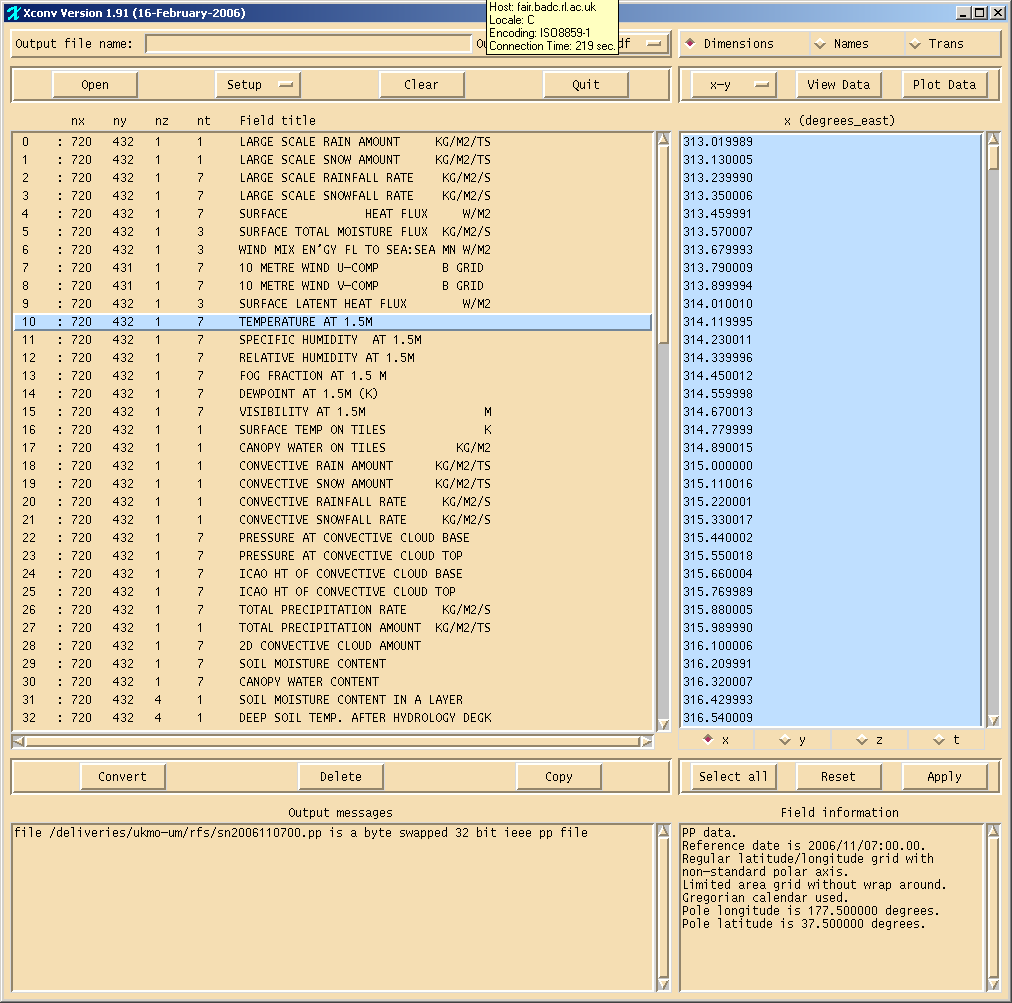 Xconv Version 1.91 (16-February-2006)
Host: fair.badc.rl.ac.uk
Locale: C
Encoding: ISO8859-1
Connection Time: 219 sec.
Output file name: Ou df Dimensions Names Trans
Open Setup Clear Quit x-y View Data Plot Data
nx ny nz nt Field title x (degrees_east)
0 : 720 432 1 1 LARGE SCALE RAIN AMOUNT KG/M2/TS 313.019989
1 : 720 432 1 1 LARGE SCALE SNOW AMOUNT KG/M2/TS 313.130005
2 : 720 432 1 7 LARGE SCALE RAINFALL RATE KG/M2/S 313.239990
3 : 720 432 1 7 LARGE SCALE SNOWFALL RATE KG/M2/S 313.350006
4 : 720 432 1 7 SURFACE HEAT FLUX W/M2 313.459991
5 : 720 432 1 3 SURFACE TOTAL MOISTURE FLUX KG/M2/S 313.570007
6 : 720 432 1 3 WIND MIX EN'GY FL TO SEA:SEA MN W/M2 313.679993
7 : 720 431 1 7 10 METRE WIND U-COMP B GRID 313.790009
8 : 720 431 1 7 10 METRE WIND V-COMP B GRID 313.899994
9 : 720 432 1 3 SURFACE LATENT HEAT FLUX W/M2 314.010010
10 : 720 432 1 7 TEMPERATURE AT 1.5M 314.119995
11 : 720 432 1 7 SPECIFIC HUMIDITY AT 1.5M 314.230011
12 : 720 432 1 7 RELATIVE HUMIDITY AT 1.5M 314.339996
13 : 720 432 1 7 FOG FRACTION AT 1.5 M 314.450012
14 : 720 432 1 7 DEWPOINT AT 1.5M (K) 314.559998
15 : 720 432 1 7 VISIBILITY AT 1.5M M 314.670013
16 : 720 432 1 1 SURFACE TEMP ON TILES K 314.779999
17 : 720 432 1 1 CANOPY WATER ON TILES KG/M2 314.890015
18 : 720 432 1 1 CONVECTIVE RAIN AMOUNT KG/M2/TS 315.000000
19 : 720 432 1 1 CONVECTIVE SNOW AMOUNT KG/M2/TS 315.110016
20 : 720 432 1 7 CONVECTIVE RAINFALL RATE KG/M2/S 315.220001
21 : 720 432 1 1 CONVECTIVE SNOWFALL RATE KG/M2/S 315.330017
22 : 720 432 1 7 PRESSURE AT CONVECTIVE CLOUD BASE 315.440002
23 : 720 432 1 7 PRESSURE AT CONVECTIVE CLOUD TOP 315.550018
24 : 720 432 1 7 ICAO HT OF CONVECTIVE CLOUD BASE 315.660004
25 : 720 432 1 7 ICAO HT OF CONVECTIVE CLOUD TOP 315.769989
26 : 720 432 1 7 TOTAL PRECIPITATION RATE KG/M2/S 315.880005
27 : 720 432 1 1 TOTAL PRECIPITATION AMOUNT KG/M2/TS 315.989990
28 : 720 432 1 7 2D CONVECTIVE CLOUD AMOUNT 316.100006
29 : 720 432 1 7 SOIL MOISTURE CONTENT 316.209991
30 : 720 432 1 7 CANOPY WATER CONTENT 316.320007
31 : 720 432 4 1 SOIL MOISTURE CONTENT IN A LAYER 316.429993
32 : 720 432 4 1 DEEP SOIL TEMP. AFTER HYDROLOGY DEGK 316.540009
x y z t
Convert Delete Copy Select all Reset Apply
Output messages
file /deliveries/ukmo-um/rfs/sn2006110700.pp is a byte swapped 32 bit ieee pp file
Field information
PP data.
Reference date is 2006/11/07:00.00.
Regular latitude/longitude grid with
non-standard polar axis.
Limited area grid without wrap around.
Gregorian calendar used.
Pole longitude is 177.500000 degrees.
Pole latitude is 37.500000 degrees.